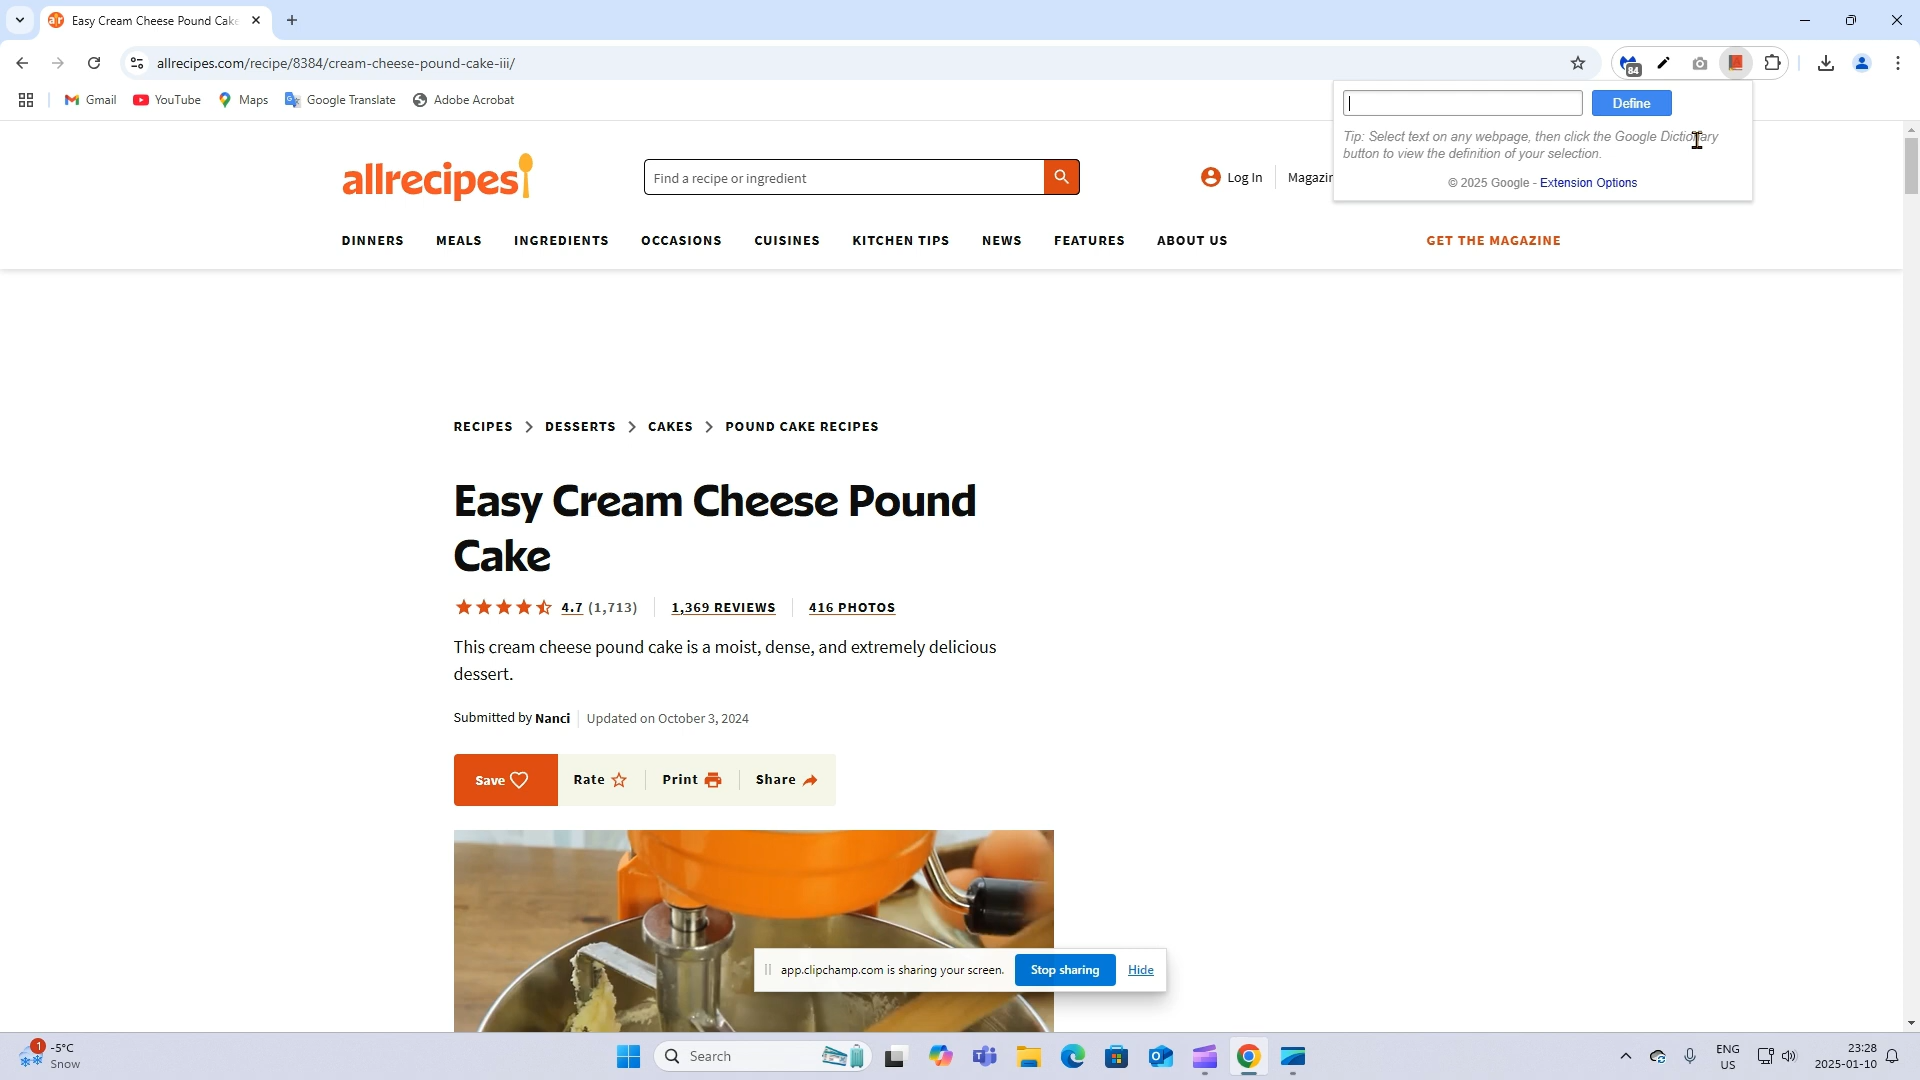 Easy Cream Cheese Pound Cake
allrecipes.com/recipe/8384/cream-cheese-pound-cake-iii/
84
Gmail
YouTube
Maps
Google Translate
Adobe Acrobat
Define
Tip: Select text on any webpage, then click the Google Dictionary
button to view the definition of your selection.
© 2025 Google - Extension Options
allrecipes
Find a recipe or ingredient
Log In
Magazin
DINNERS
MEALS
INGREDIENTS
OCCASIONS
CUISINES
KITCHEN TIPS
NEWS
FEATURES
ABOUT US
GET THE MAGAZINE
RECIPES > DESSERTS > CAKES > POUND CAKE RECIPES
Easy Cream Cheese Pound
Cake
4.7 (1,713)
1,369 REVIEWS
416 PHOTOS
This cream cheese pound cake is a moist, dense, and extremely delicious
dessert.
Submitted by Nanci
Updated on October 3, 2024
Save
Rate
Print
Share
app.clipchamp.com is sharing your screen.
Stop sharing
Hide
1
-5°C
Snow
Search
ENG
US
23:28
2025-01-10